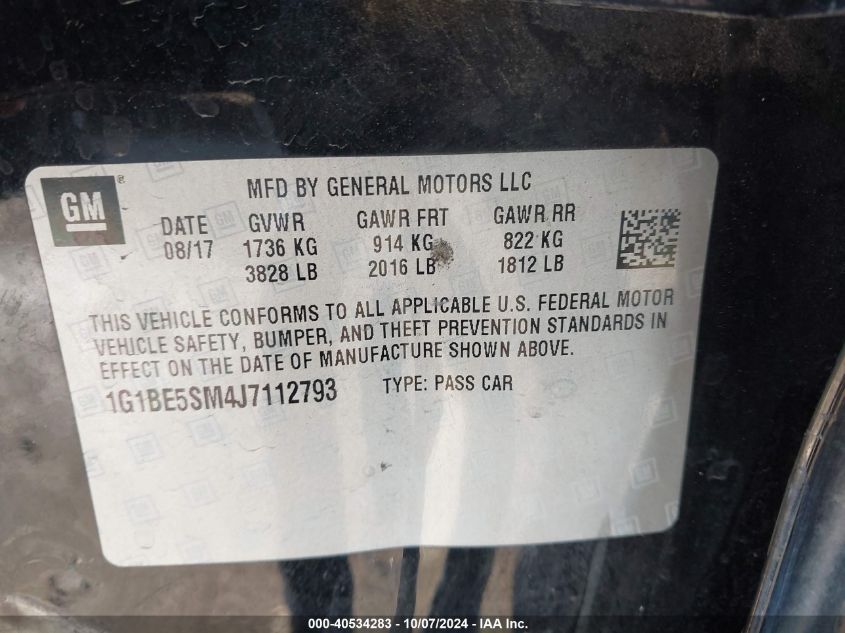 GM ®
MFD BY GENERAL MOTORS LLC
DATE GVWR GAWR FRT GAWR RR
08/17 1736 KG 914 KG 822 KG
3828 LB 2016 LB 1812 LB
THIS VEHICLE CONFORMS TO ALL APPLICABLE U.S. FEDERAL MOTOR
VEHICLE SAFETY, BUMPER, AND THEFT PREVENTION STANDARDS IN
EFFECT ON THE DATE OF MANUFACTURE SHOWN ABOVE.
1G1BE5SM4J7112793 TYPE: PASS CAR
000-40534283 - 10/07/2024 - IAA Inc.